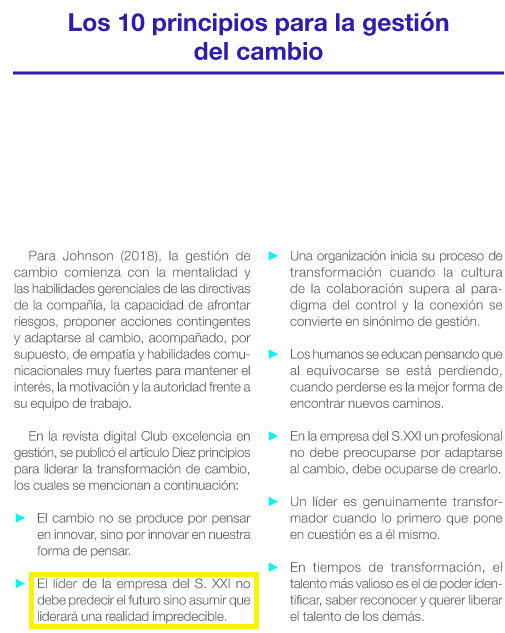 Los 10 principios para la gestión
del cambio
Para Johnson (2018), la gestión de
cambio comienza con la mentalidad y
las habilidades gerenciales de las directivas
de la compañía, la capacidad de afrontar
riesgos, proponer acciones contingentes
y adaptarse al cambio, acompañado, por
supuesto, de empatía y habilidades comu-
nicacionales muy fuertes para mantener el
interés, la motivación y la autoridad frente a
su equipo de trabajo.
En la revista digital Club excelencia en
gestión, se publicó el artículo Diez principios
para liderar la transformación de cambio,
los cuales se mencionan a continuación:
► El cambio no se produce por pensar
en innovar, sino por innovar en nuestra
forma de pensar.
► El líder de la empresa del S. XXI no
debe predecir el futuro sino asumir que
liderará una realidad impredecible.
► Una organización inicia su proceso de
transformación cuando la cultura
de la colaboración supera al para-
digma del control y la conexión se
convierte en sinónimo de gestión.
► Los humanos se educan pensando que
al equivocarse se está perdiendo,
cuando perderse es la mejor forma de
encontrar nuevos caminos.
► En la empresa del S.XXI un profesional
no debe preocuparse por adaptarse
al cambio, debe ocuparse de crearlo.
► Un líder es genuinamente transfor-
mador cuando lo primero que pone
en cuestión es a él mismo.
► En tiempos de transformación, el
talento más valioso es el de poder iden-
tificar, saber reconocer y querer liberar
el talento de los demás.